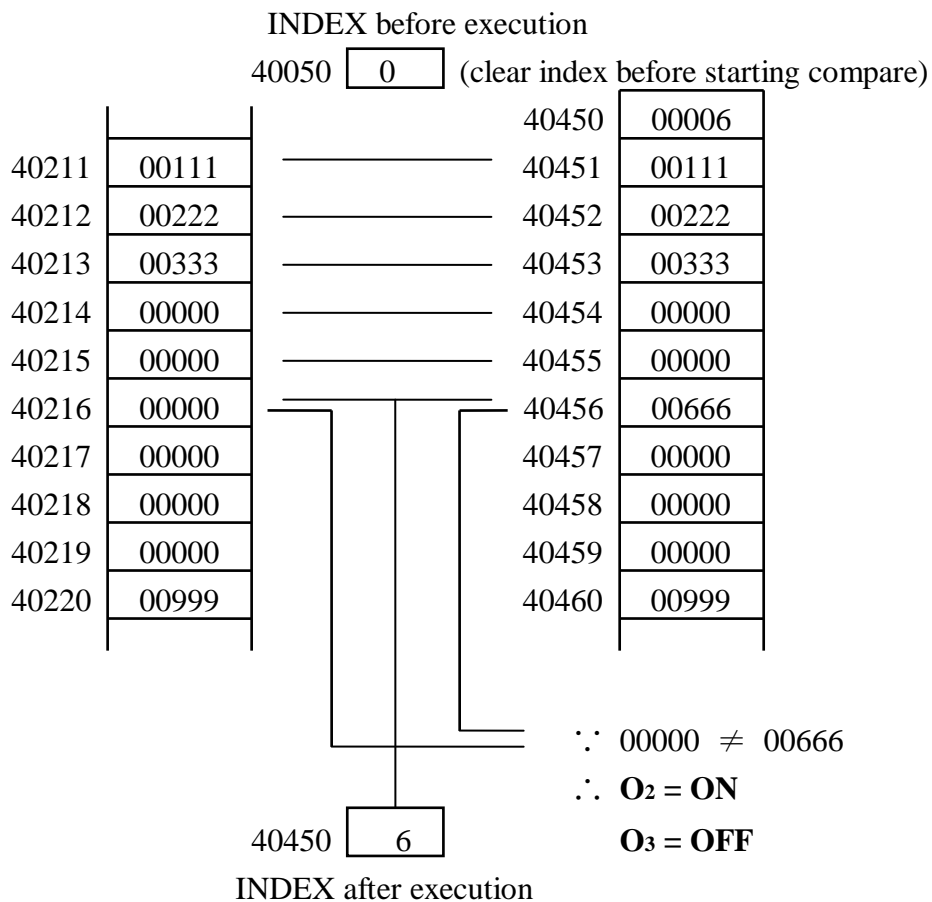 INDEX before execution
40050 0 (clear index before starting compare)
40450 00006
40211 00111 40451 00111
40212 00222 40452 00222
40213 00333 40453 00333
40214 00000 40454 00000
40215 00000 40455 00000
40216 00000 40456 00666
40217 00000 40457 00000
40218 00000 40458 00000
40219 00000 40459 00000
40220 00999 40460 00999
∵ 00000 ≠ 00666
∴ O2 = ON
40450 6 O3 = OFF
INDEX after execution